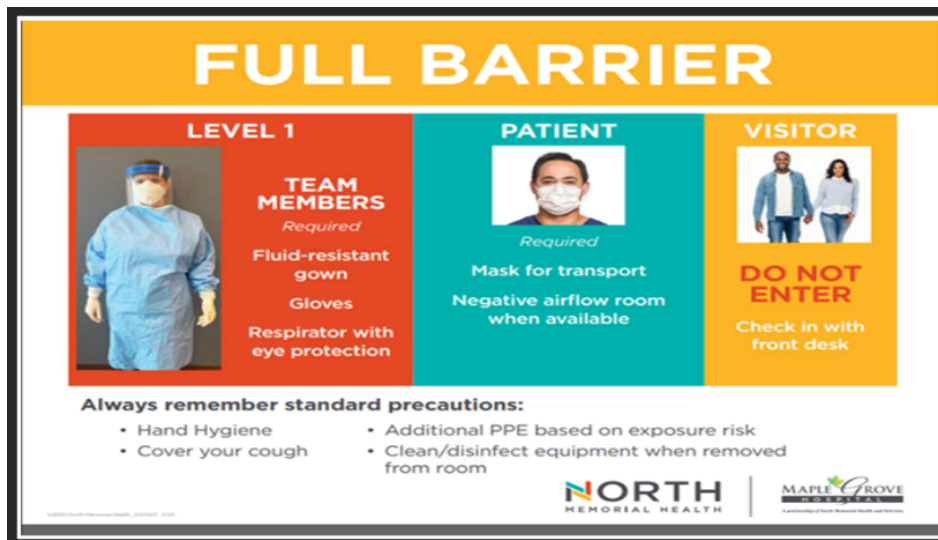 FULL BARRIER
LEVEL 1
TEAM
MEMBERS
Required
Fluid-resistant
gown
Gloves
Respirator with
eye protection
PATIENT
Required
Mask for transport
Negative airflow room
when available
VISITOR
DO NOT
ENTER
Check in with
front desk
Always remember standard precautions:
• Hand Hygiene
• Cover your cough
• Additional PPE based on exposure risk
• Clean/disinfect equipment when removed
from room
NORTH
MEMORIAL HEALTH
MAPLE GROVE
HOSPITAL